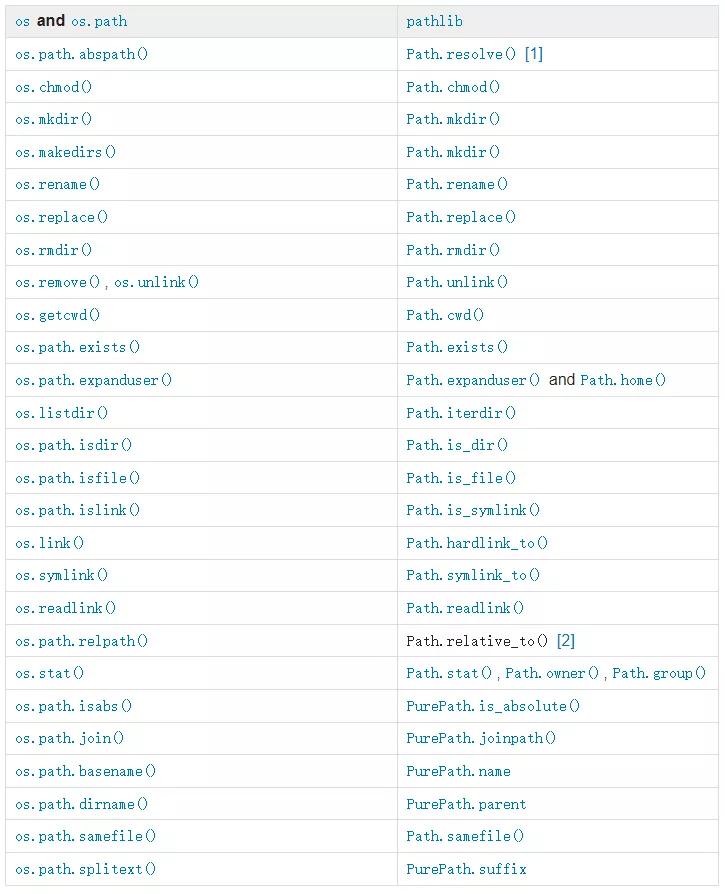 os and os.path pathlib
os.path.abspath() Path.resolve() [1]
os.chmod() Path.chmod()
os.mkdir() Path.mkdir()
os.makedirs() Path.mkdir()
os.rename() Path.rename()
os.replace() Path.replace()
os.rmdir() Path.rmdir()
os.remove(), os.unlink() Path.unlink()
os.getcwd() Path.cwd()
os.path.exists() Path.exists()
os.path.expanduser() Path.expanduser() and Path.home()
os.listdir() Path.iterdir()
os.path.isdir() Path.is_dir()
os.path.isfile() Path.is_file()
os.path.islink() Path.is_symlink()
os.link() Path.hardlink_to()
os.symlink() Path.symlink_to()
os.readlink() Path.readlink()
os.path.relpath() Path.relative_to() [2]
os.stat() Path.stat(), Path.owner(), Path.group()
os.path.isabs() PurePath.is_absolute()
os.path.join() PurePath.joinpath()
os.path.basename() PurePath.name
os.path.dirname() PurePath.parent
os.path.samefile() Path.samefile()
os.path.splitext() PurePath.suffix